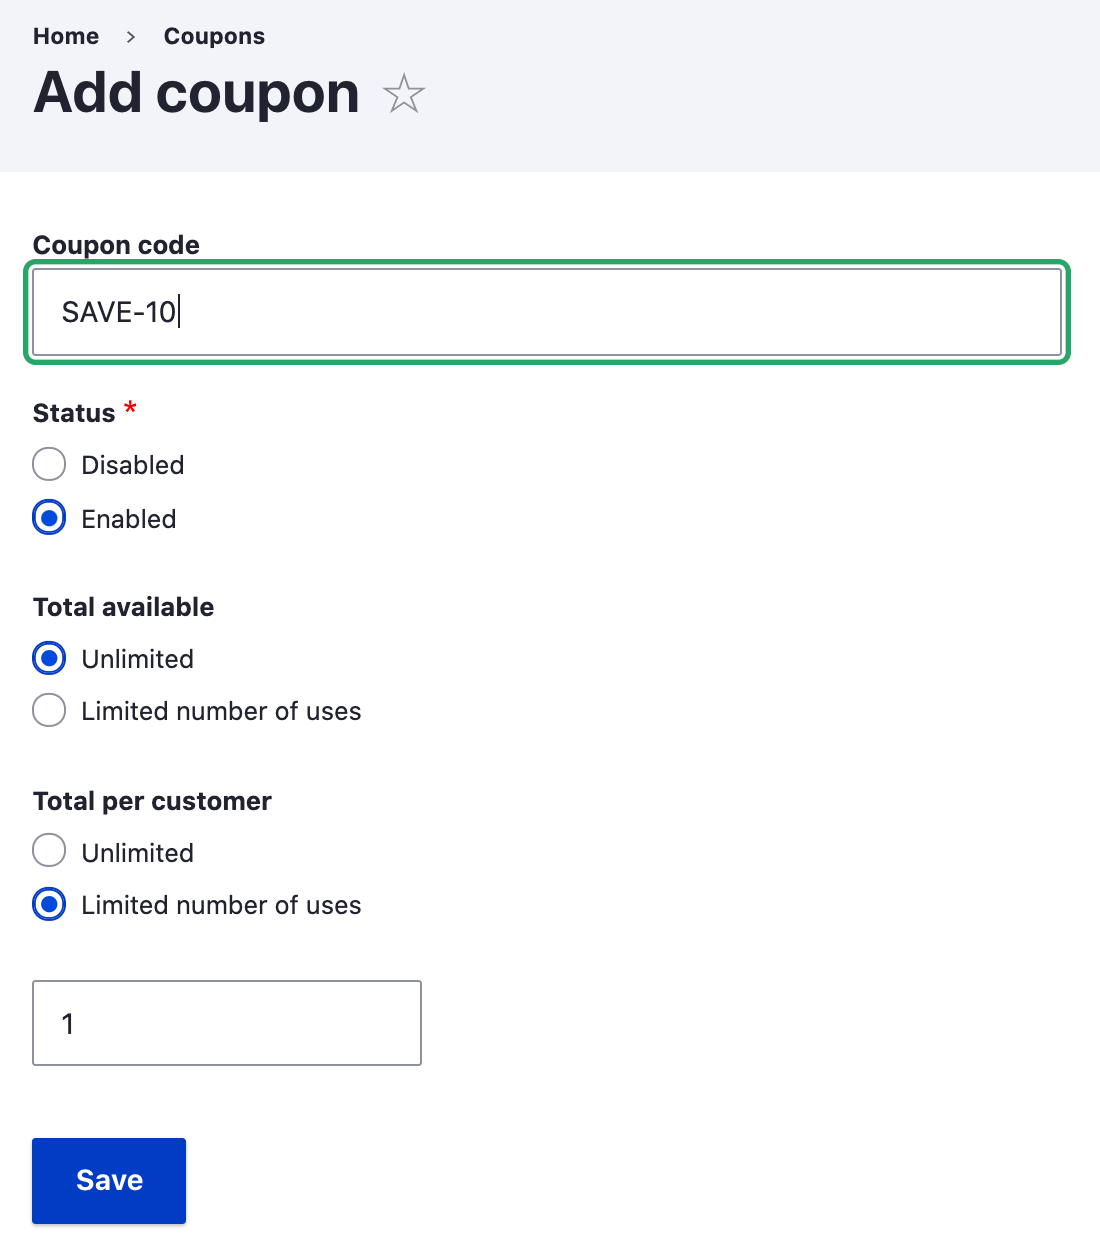 Home > Coupons
Add coupon
Coupon code
SAVE-10
Status *
Disabled
Enabled
Total available
Unlimited
Limited number of uses
Total per customer
Unlimited
Limited number of uses
1
Save